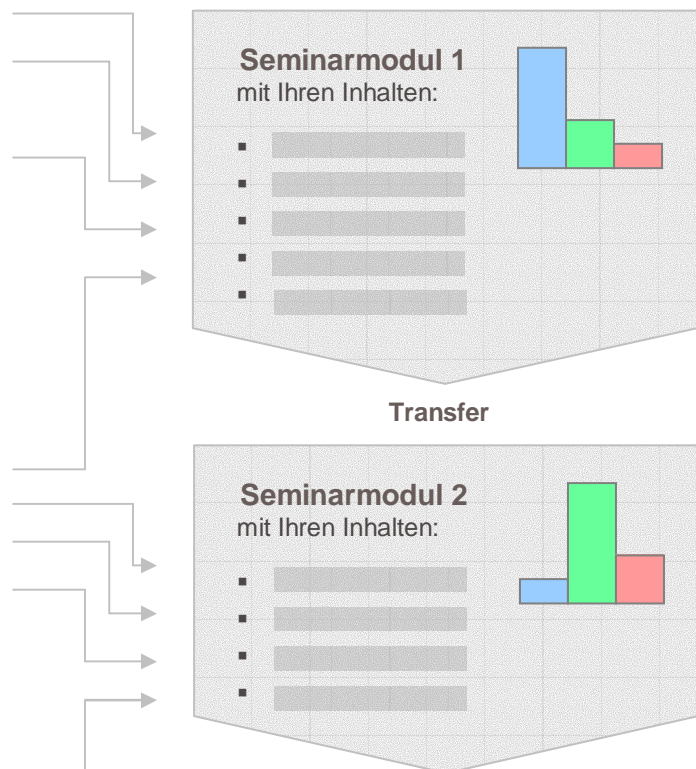 Seminarmodul 1
mit Ihren Inhalten:
Transfer
Seminarmodul 2
mit Ihren Inhalten: